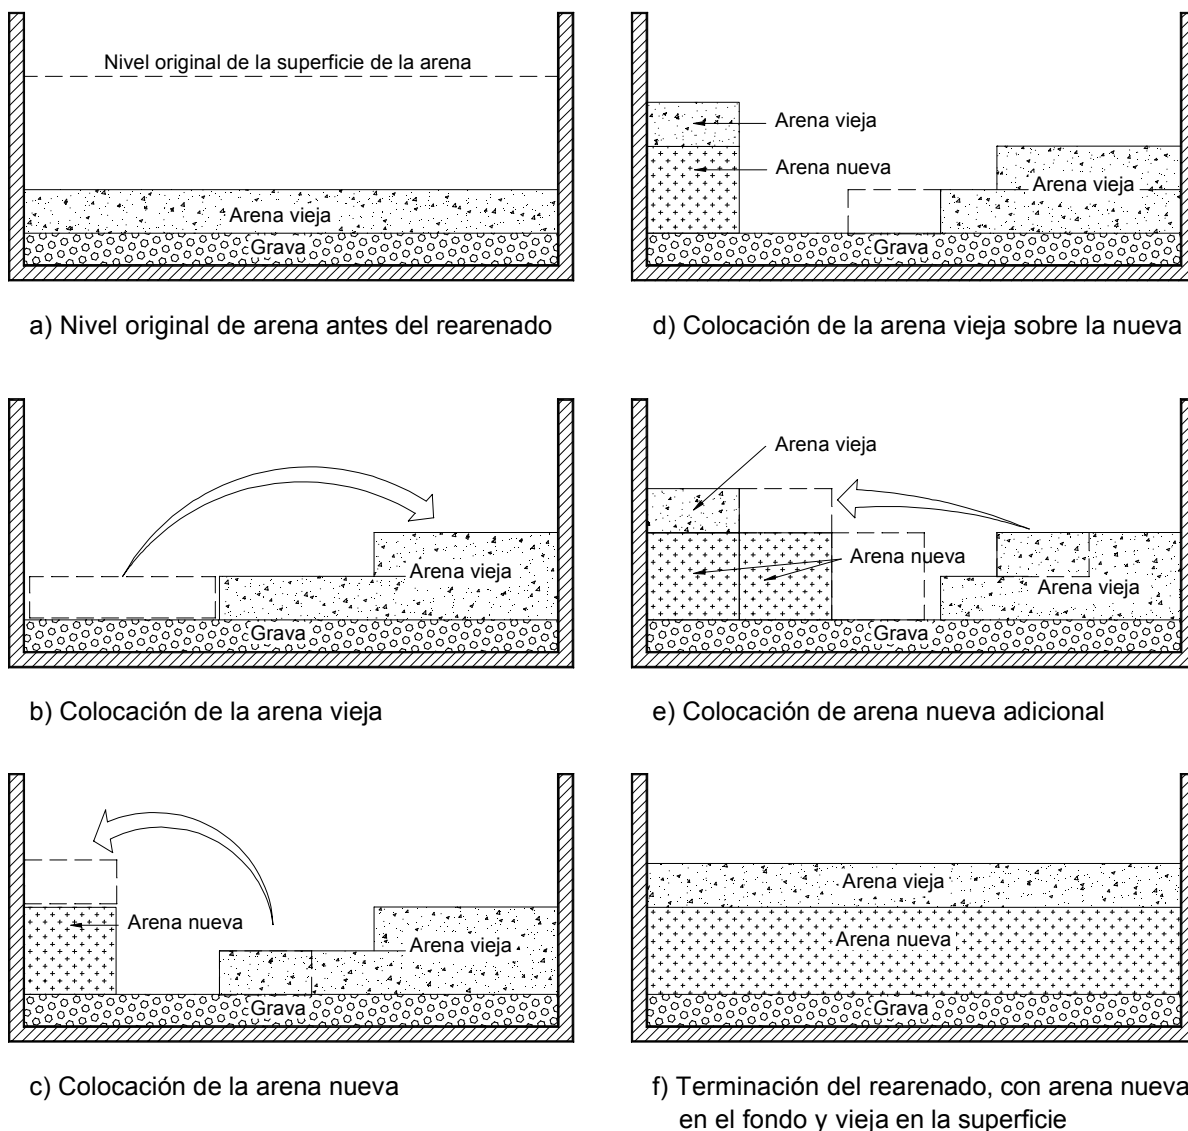 Nivel original de la superficie de la arena
Arena vieja
Grava
a) Nivel original de arena antes del rearenado
Arena vieja
Grava
b) Colocación de la arena vieja
Arena nueva
Arena vieja
Grava
c) Colocación de la arena nueva
Arena vieja
Arena nueva
Arena vieja
Grava
d) Colocación de la arena vieja sobre la nueva
Arena vieja
Arena nueva
Arena vieja
Grava
e) Colocación de arena nueva adicional
Arena vieja
Arena nueva
Grava
f) Terminación del rearenado, con arena nueva
en el fondo y vieja en la superficie